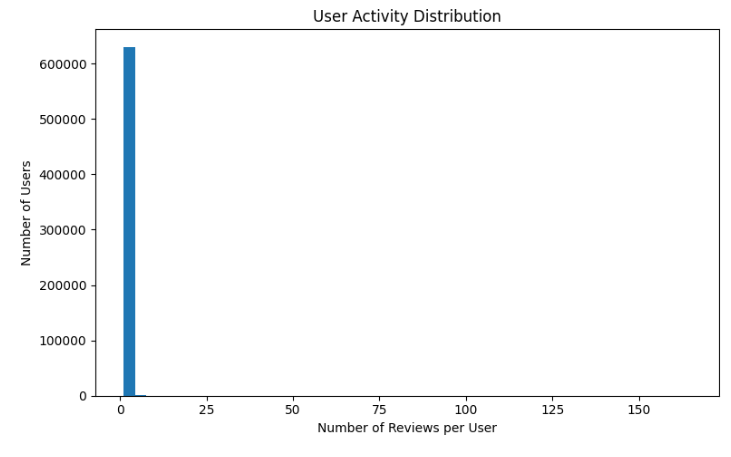 User Activity Distribution
600000
500000
400000
300000
200000
100000
0
Number of Users
0 25 50 75 100 125 150
Number of Reviews per User